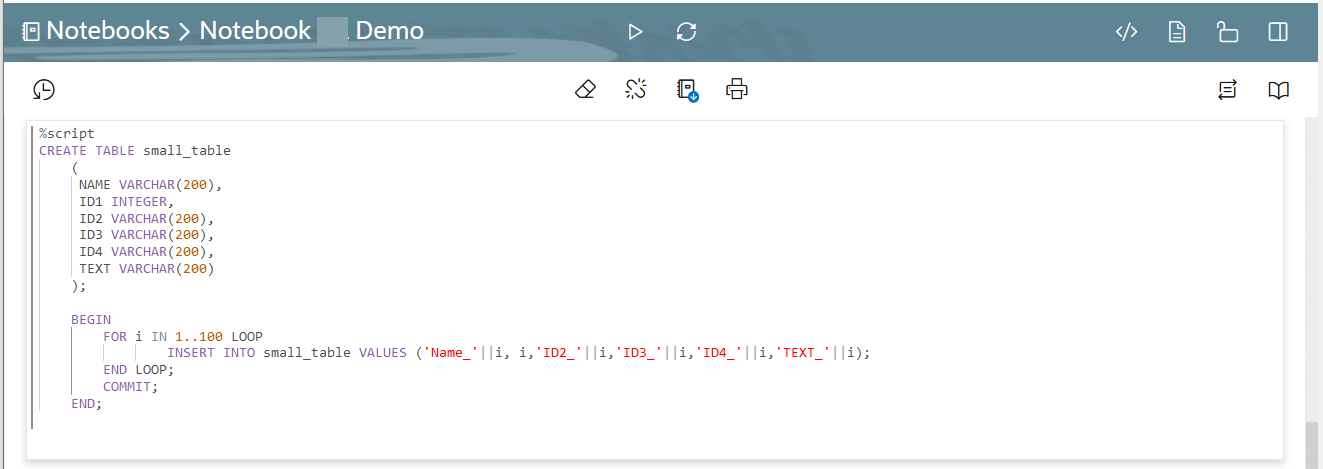 Notebooks > Notebook Demo
%script
CREATE TABLE small_table
(
NAME VARCHAR(200),
ID1 INTEGER,
ID2 VARCHAR(200),
ID3 VARCHAR(200),
ID4 VARCHAR(200),
TEXT VARCHAR(200)
);
BEGIN
FOR i IN 1..100 LOOP
INSERT INTO small_table VALUES ('Name_'||i, i,'ID2_'||i,'ID3_'||i,'ID4_'||i,'TEXT_'||i);
END LOOP;
COMMIT;
END;